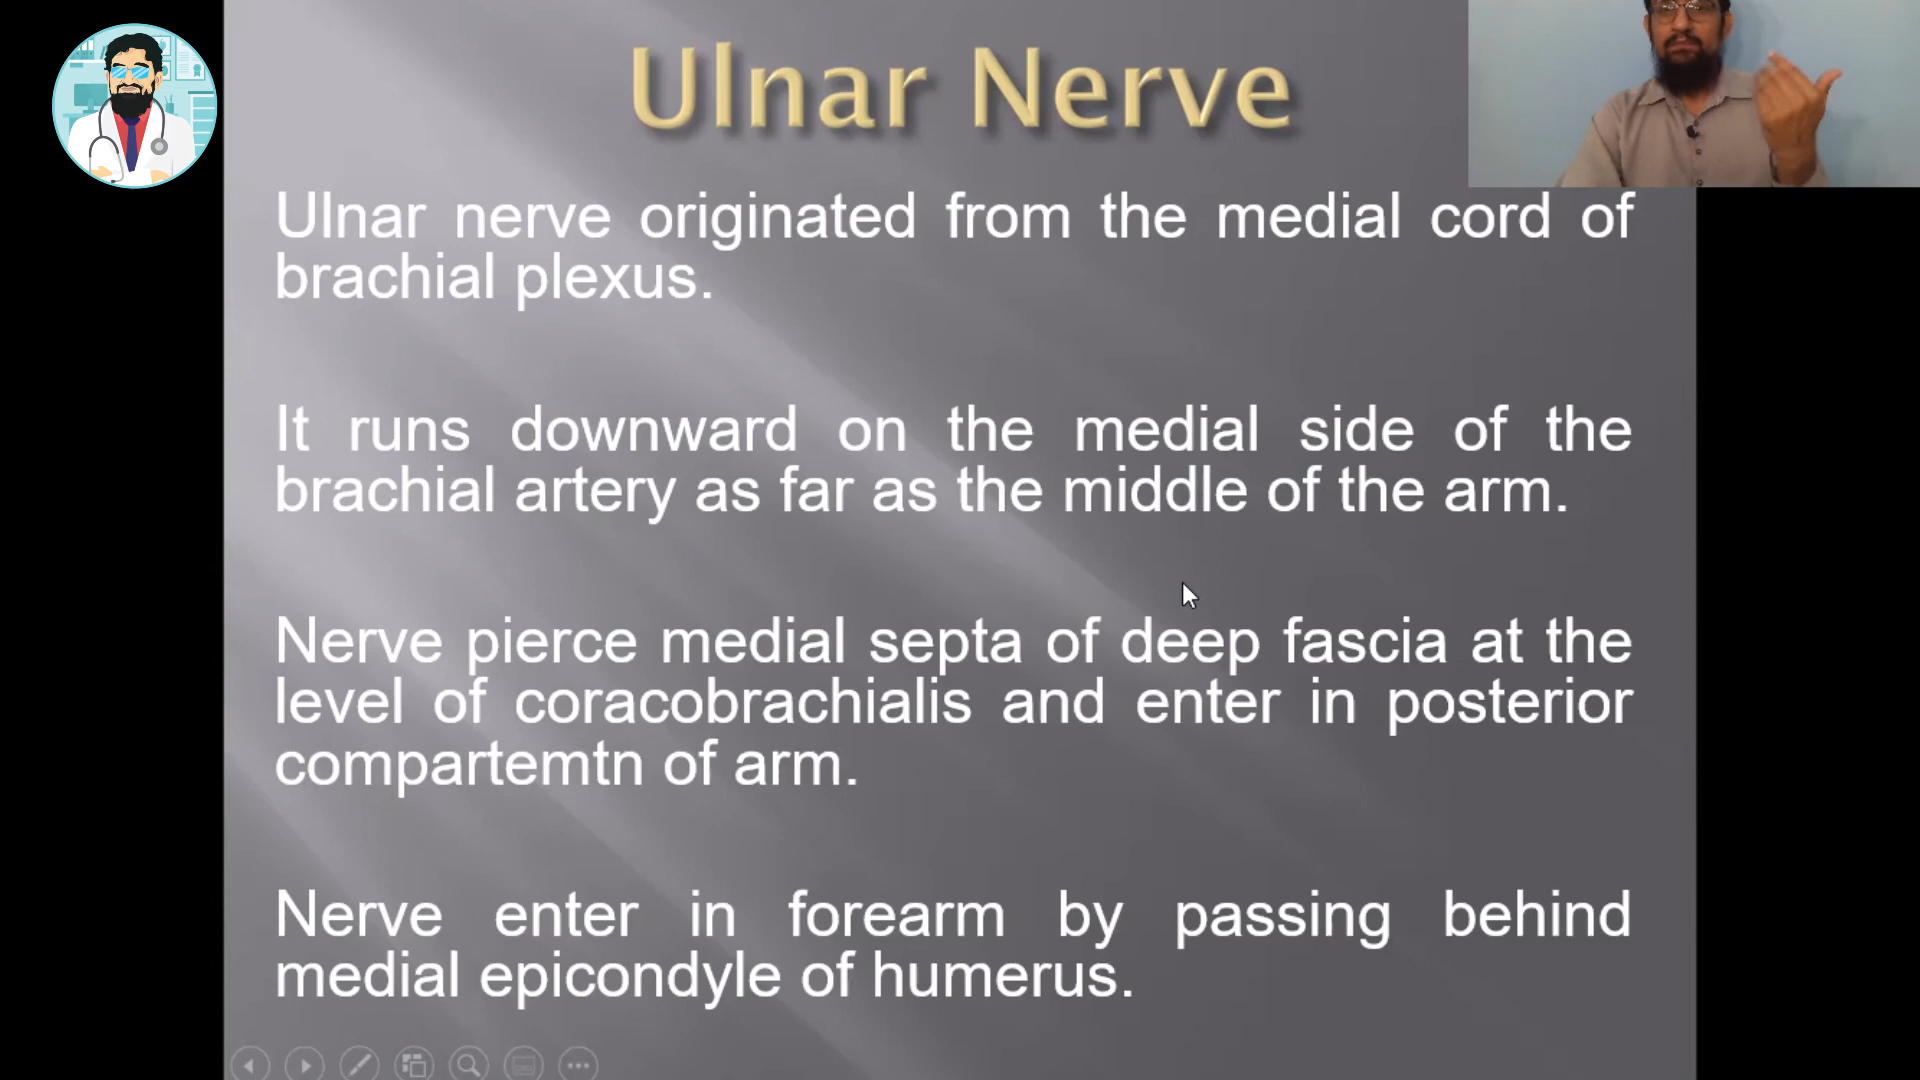 Ulnar Nerve
Ulnar nerve originated from the medial cord of
brachial plexus.
It runs downward on the medial side of the
brachial artery as far as the middle of the arm.
Nerve pierce medial septa of deep fascia at the
level of coracobrachialis and enter in posterior
compartemtn of arm.
Nerve enter in forearm by passing behind
medial epicondyle of humerus.